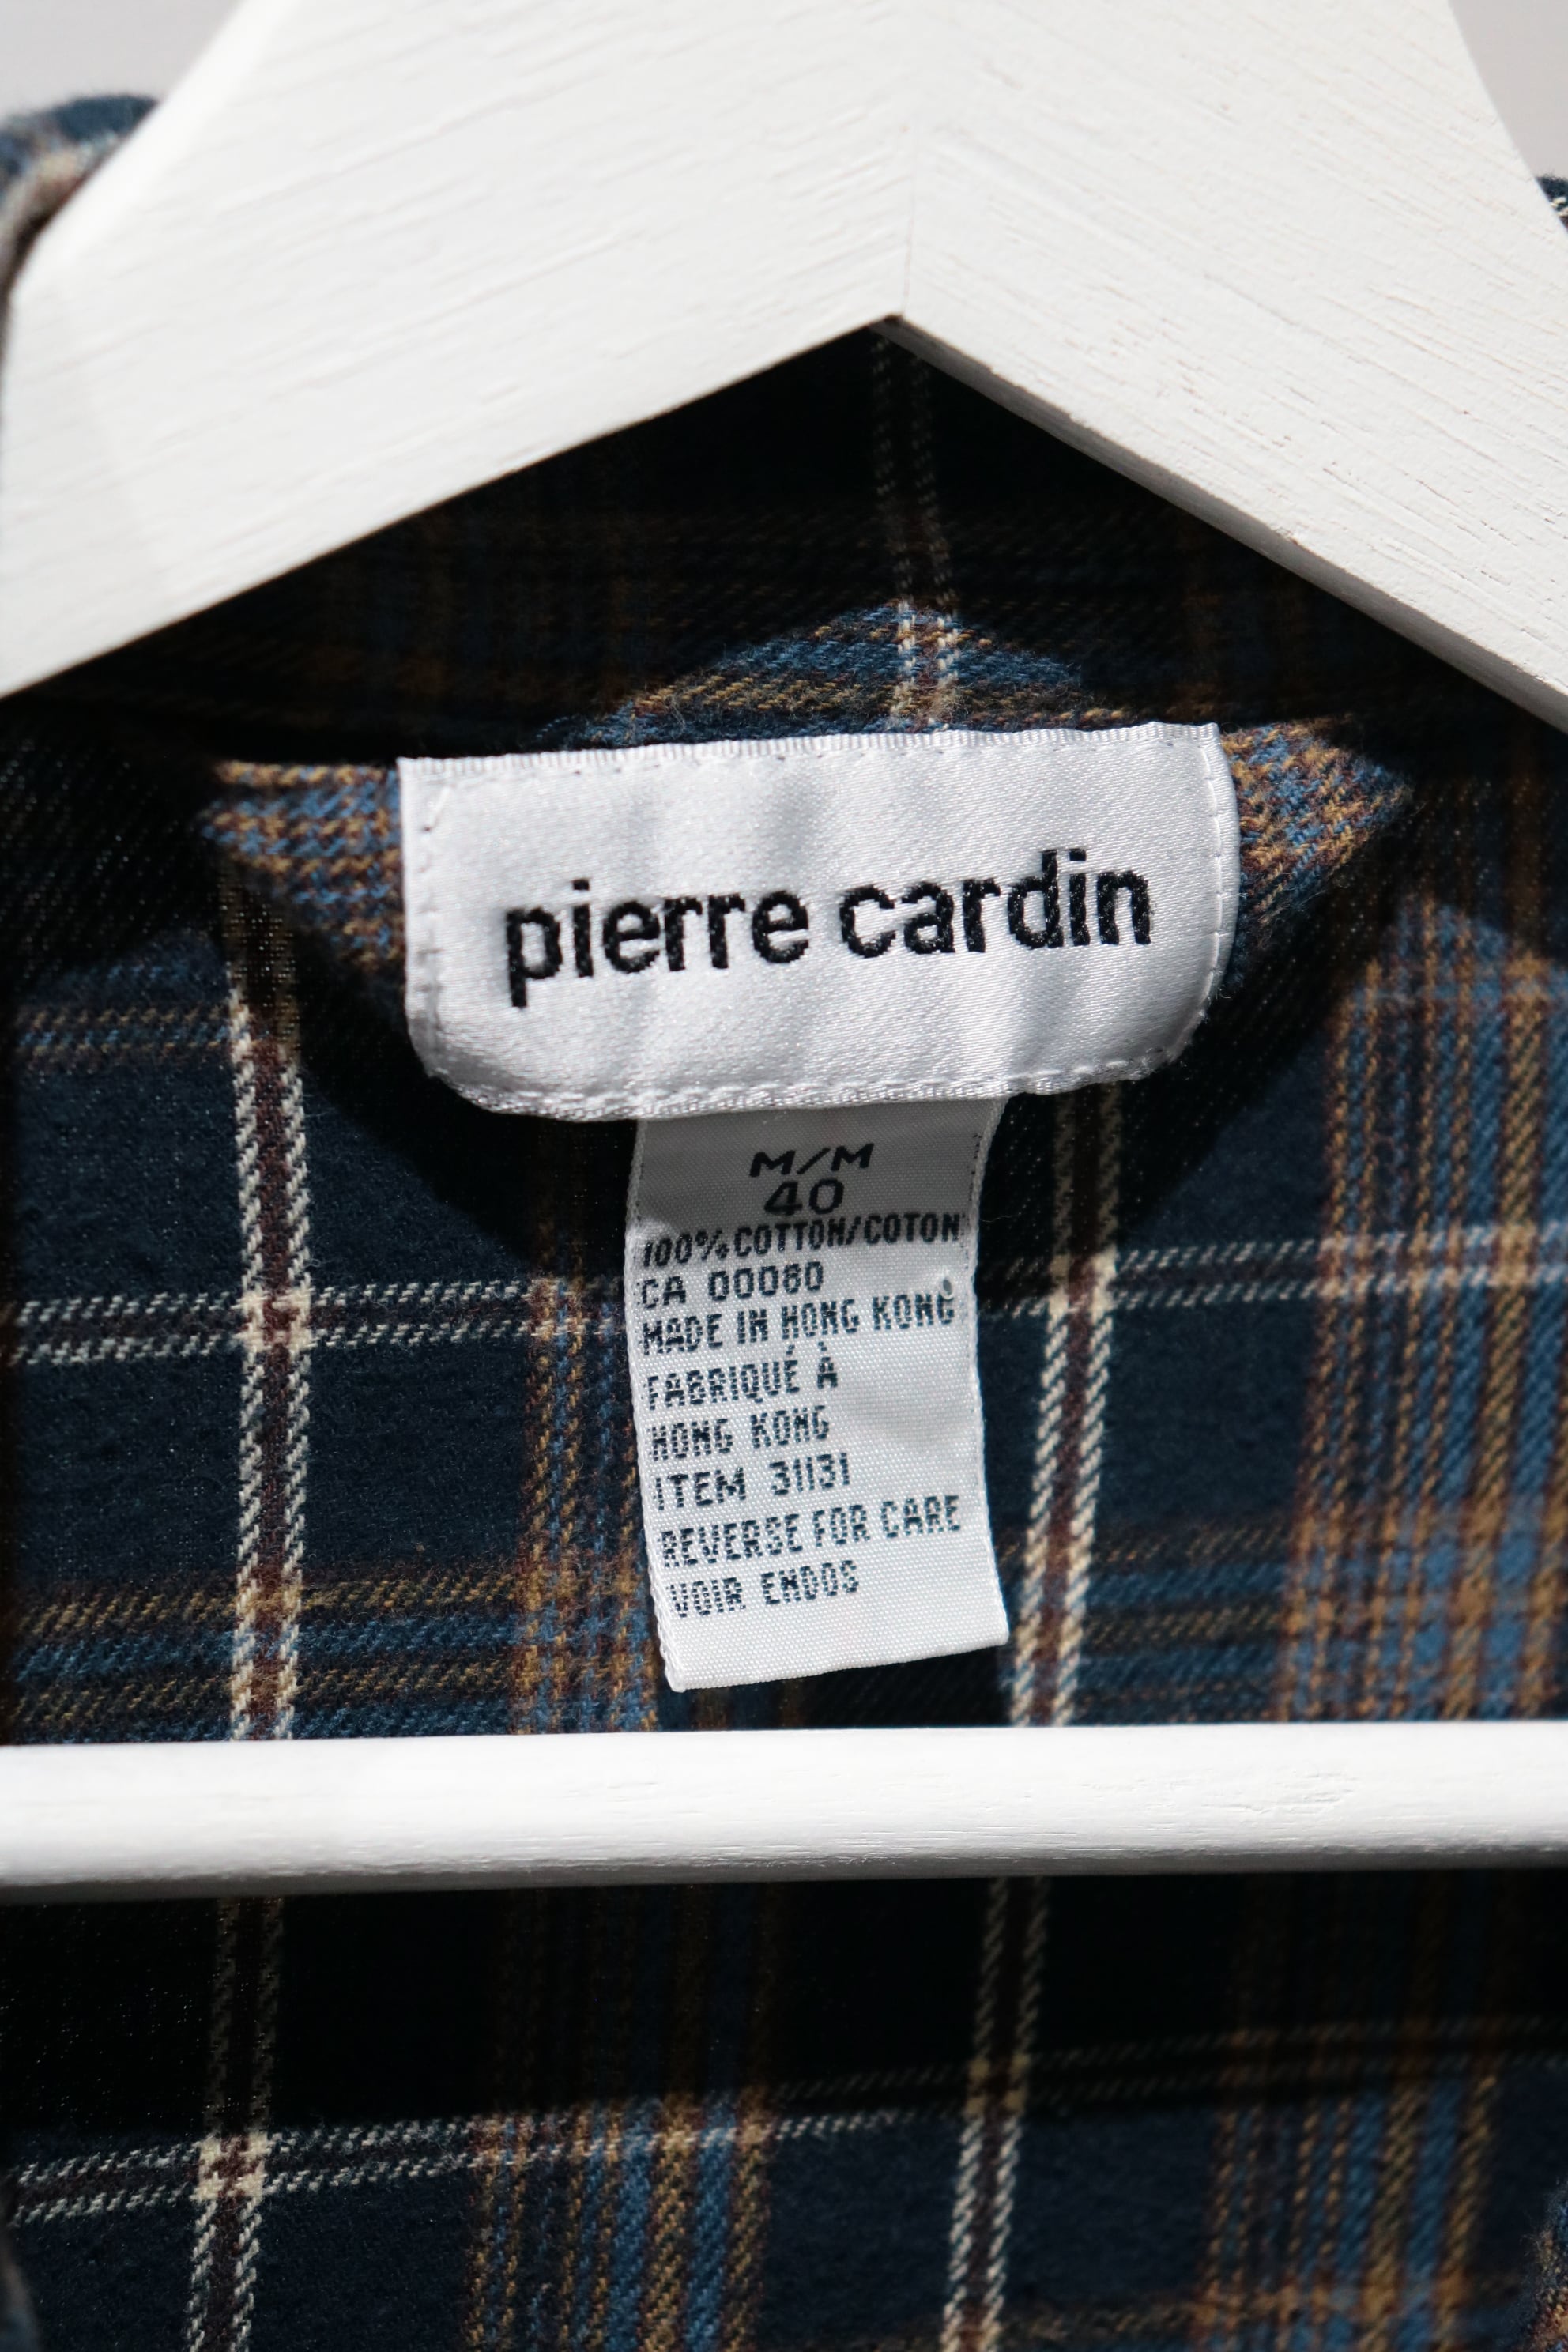 pierre cardin
M/M
40
100% COTTON/COTON
CA 00080
MADE IN HONG KONG
FABRIQUÉ À
HONG KONG
ITEM 31131
REVERSE FOR CARE
VOIR ENDOS